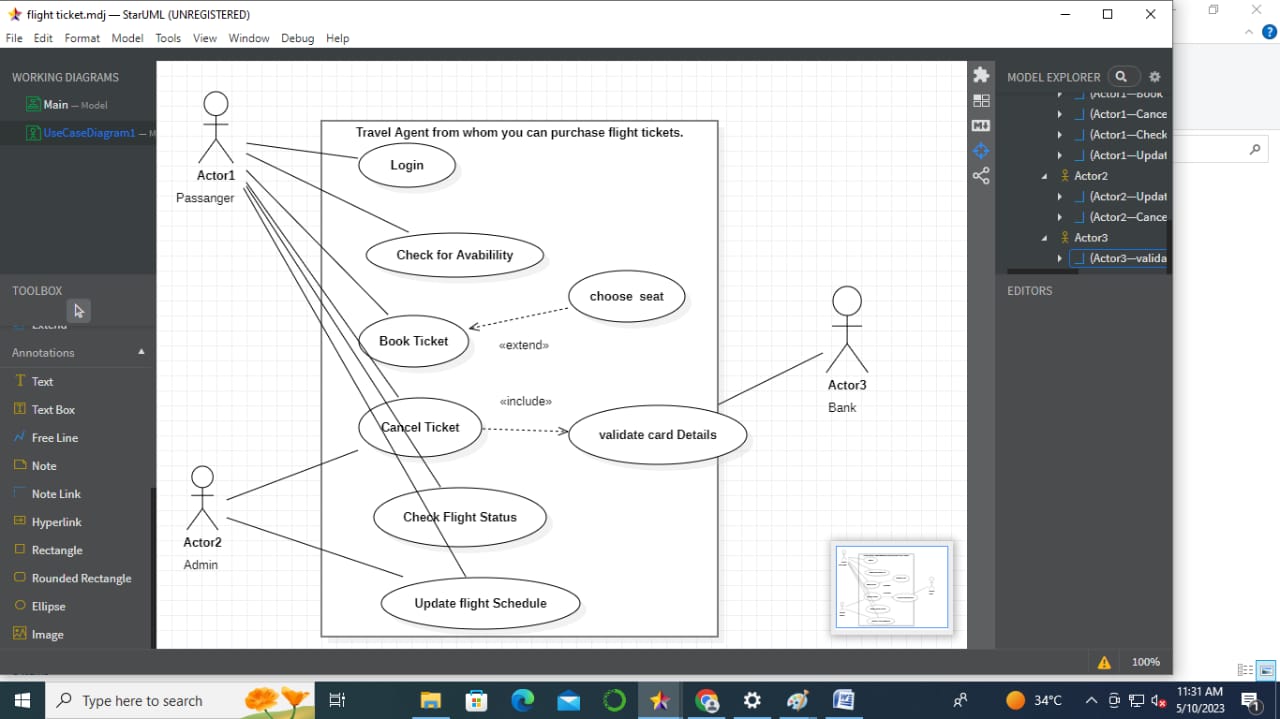 flight ticket.mdj — StarUML (UNREGISTERED)
File Edit Format Model Tools View Window Debug Help
WORKING DIAGRAMS
Main — Model
UseCaseDiagram1 — M
TOOLBOX
Extend
Annotations
Text
Text Box
Free Line
Note
Note Link
Hyperlink
Rectangle
Rounded Rectangle
Ellipse
Image
Actor1
Passanger
Actor2
Admin
Travel Agent from whom you can purchase flight tickets.
Login
Check for Avabilility
choose seat
Book Ticket
«extend»
«include»
Cancel Ticket
validate card Details
Check Flight Status
Update flight Schedule
Actor3
Bank
MODEL EXPLORER
(Actor1—Book
(Actor1—Cance
(Actor1—Check
(Actor1—Updat
Actor2
(Actor2—Updat
(Actor2—Cance
Actor3
(Actor3—valida
EDITORS
100%
Type here to search
34°C
11:31 AM
5/10/2023
1